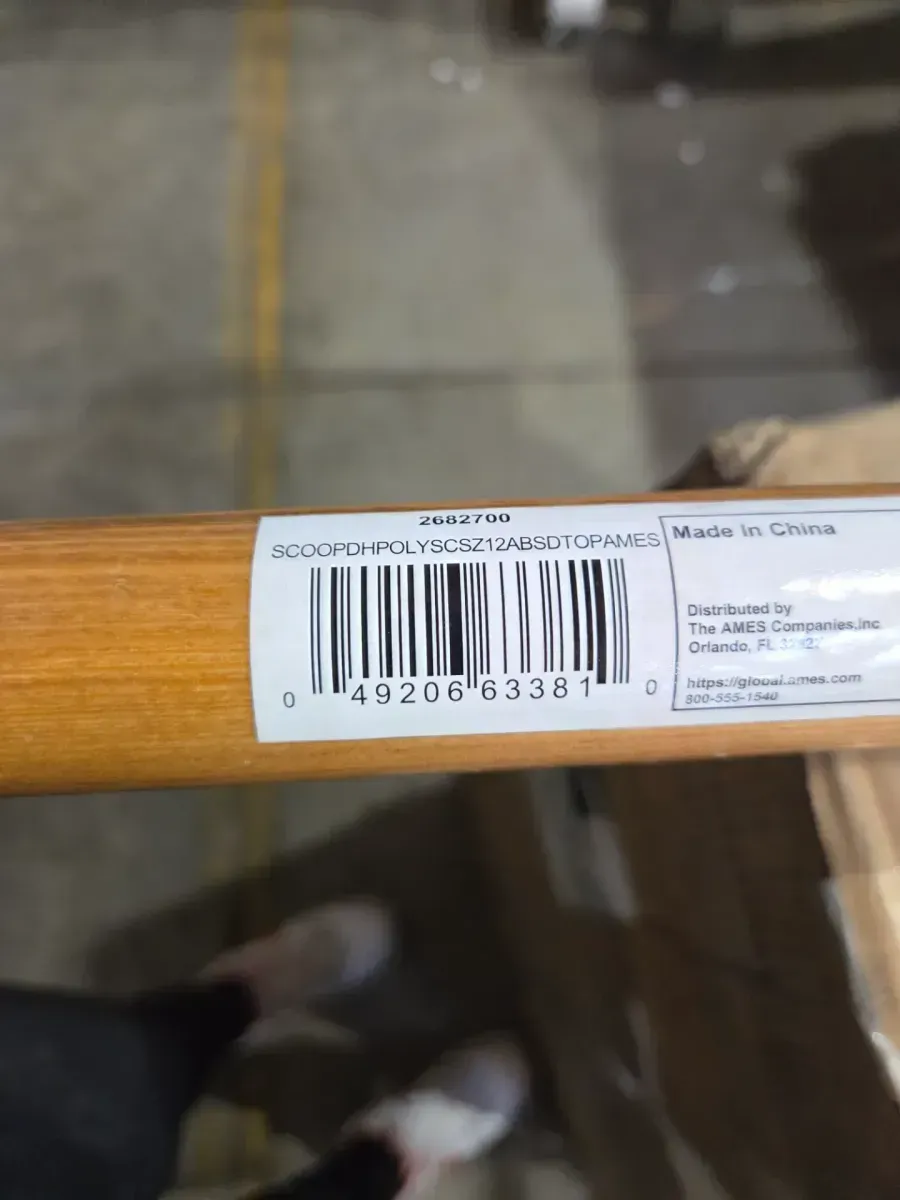 2682700
SCOOPDHPOLYSCSZ12ABSDTOPAMES
0 49206 63381 0
Made in China
Distributed by
The AMES Companies,Inc
Orlando, FL
https://global.ames.com
800-555-1540